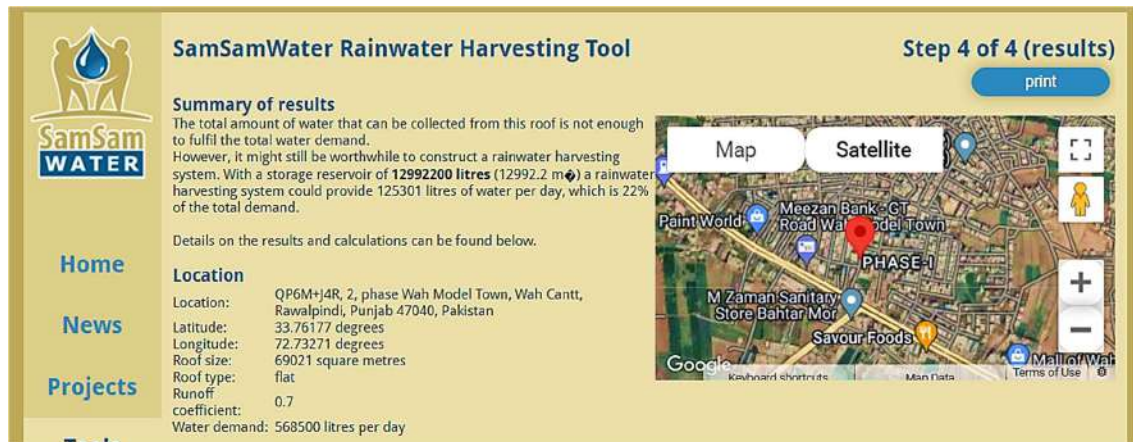 SamSam
WATER
Home
News
Projects
SamSamWater Rainwater Harvesting Tool
Step 4 of 4 (results)
print
Summary of results
The total amount of water that can be collected from this roof is not enough
to fulfil the total water demand.
However, it might still be worthwhile to construct a rainwater harvesting
system. With a storage reservoir of 12992200 litres (12992.2 m�) a rainwater
harvesting system could provide 125301 litres of water per day, which is 22%
of the total demand.
Details on the results and calculations can be found below.
Location
Location: QP6M+J4R, 2, phase Wah Model Town, Wah Cantt,
Rawalpindi, Punjab 47040, Pakistan
Latitude: 33.76177 degrees
Longitude: 72.73271 degrees
Roof size: 69021 square metres
Roof type: flat
Runoff
coefficient: 0.7
Water demand: 568500 litres per day
Map
Satellite
Paint World
Meezan Bank - GT
Road Wah Model Town
PHASE-I
M Zaman Sanitary
Store Bahtar Mor
Savour Foods
Mall of Wah
Google
Keyboard shortcuts
Map Data
Terms of Use